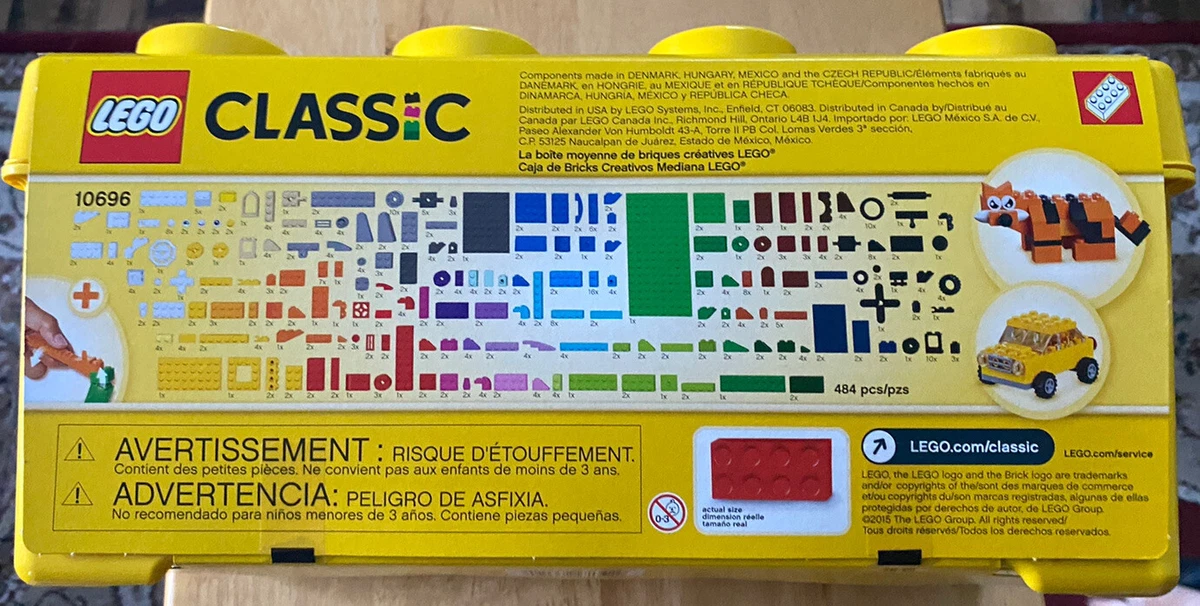 LEGO
CLASSIC
Components made in DENMARK, HUNGARY, MEXICO and the CZECH REPUBLIC/Éléments fabriqués au
DANEMARK, en HONGRIE, au MEXIQUE et en RÉPUBLIQUE TCHÈQUE/Componentes hechos en
DINAMARCA, HUNGRÍA, MÉXICO y REPÚBLICA CHECA.
Distributed in USA by LEGO Systems, Inc., Enfield, CT 06083. Distributed in Canada by/Distribué au
Canada par LEGO Canada Inc., Richmond Hill, Ontario L4B 1J4. Importado por: LEGO México S.A. de C.V.,
Paseo Alexander Von Humboldt 43-A, Torre II PB Col. Lomas Verdes 3ª sección,
C.P. 53125 Naucalpan de Juárez, Estado de México, México.
La boîte moyenne de briques créatives LEGO®
Caja de Bricks Creativos Mediana LEGO®
10696
484 pcs/pzs
AVERTISSEMENT : RISQUE D'ÉTOUFFEMENT.
Contient des petites pièces. Ne convient pas aux enfants de moins de 3 ans.
ADVERTENCIA: PELIGRO DE ASFIXIA.
No recomendado para niños menores de 3 años. Contiene piezas pequeñas.
0-3
actual size
dimension réelle
tamaño real
LEGO.com/classic
LEGO.com/service
LEGO, the LEGO logo and the Brick logo are trademarks
and/or copyrights of the/sont des marques de commerce
et/ou copyrights du/son marcas registradas, algunas de ellas
protegidas por derechos de autor, de LEGO Group.
©2015 The LEGO Group. All rights reserved/
Tous droits réservés/Todos los derechos reservados.